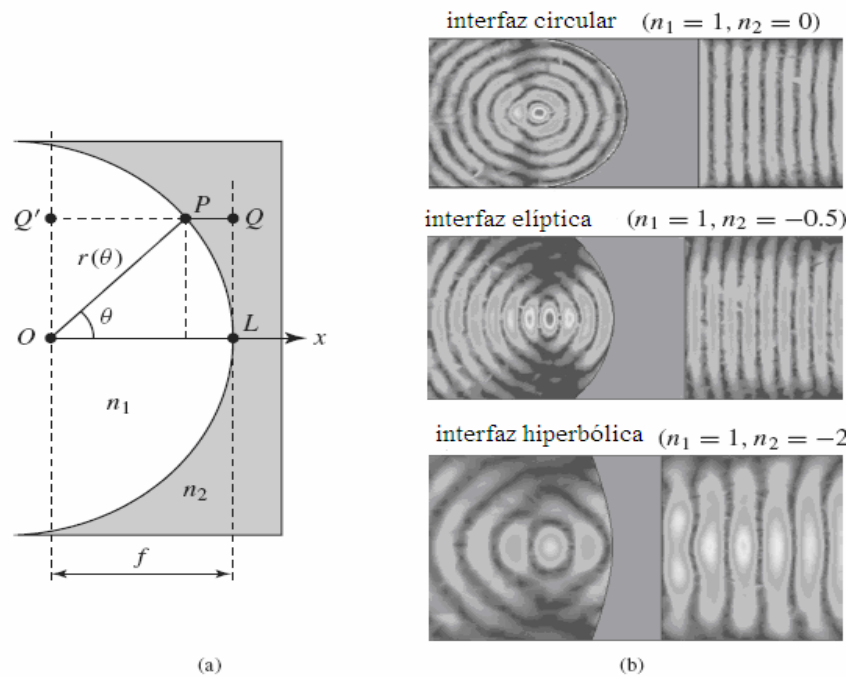 interfaz circular (n₁ = 1, n₂ = 0)
Q′
P
Q
r(θ)
θ
O
L
x
n₁
n₂
f
(a)
interfaz elíptica (n₁ = 1, n₂ = −0.5)
interfaz hiperbólica (n₁ = 1, n₂ = −2
(b)